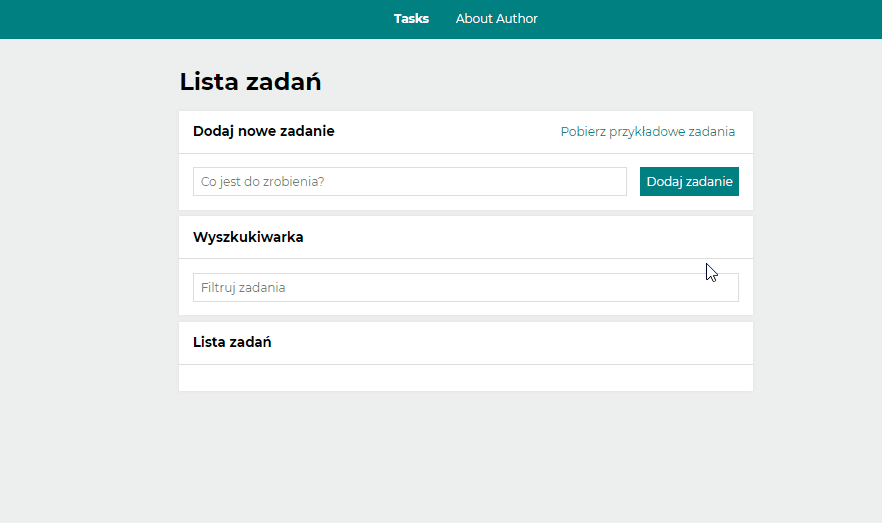 Tasks About Author
Lista zadań
Dodaj nowe zadanie Pobierz przykładowe zadania
Co jest do zrobienia? Dodaj zadanie
Wyszkukiwarka
Filtruj zadania
Lista zadań